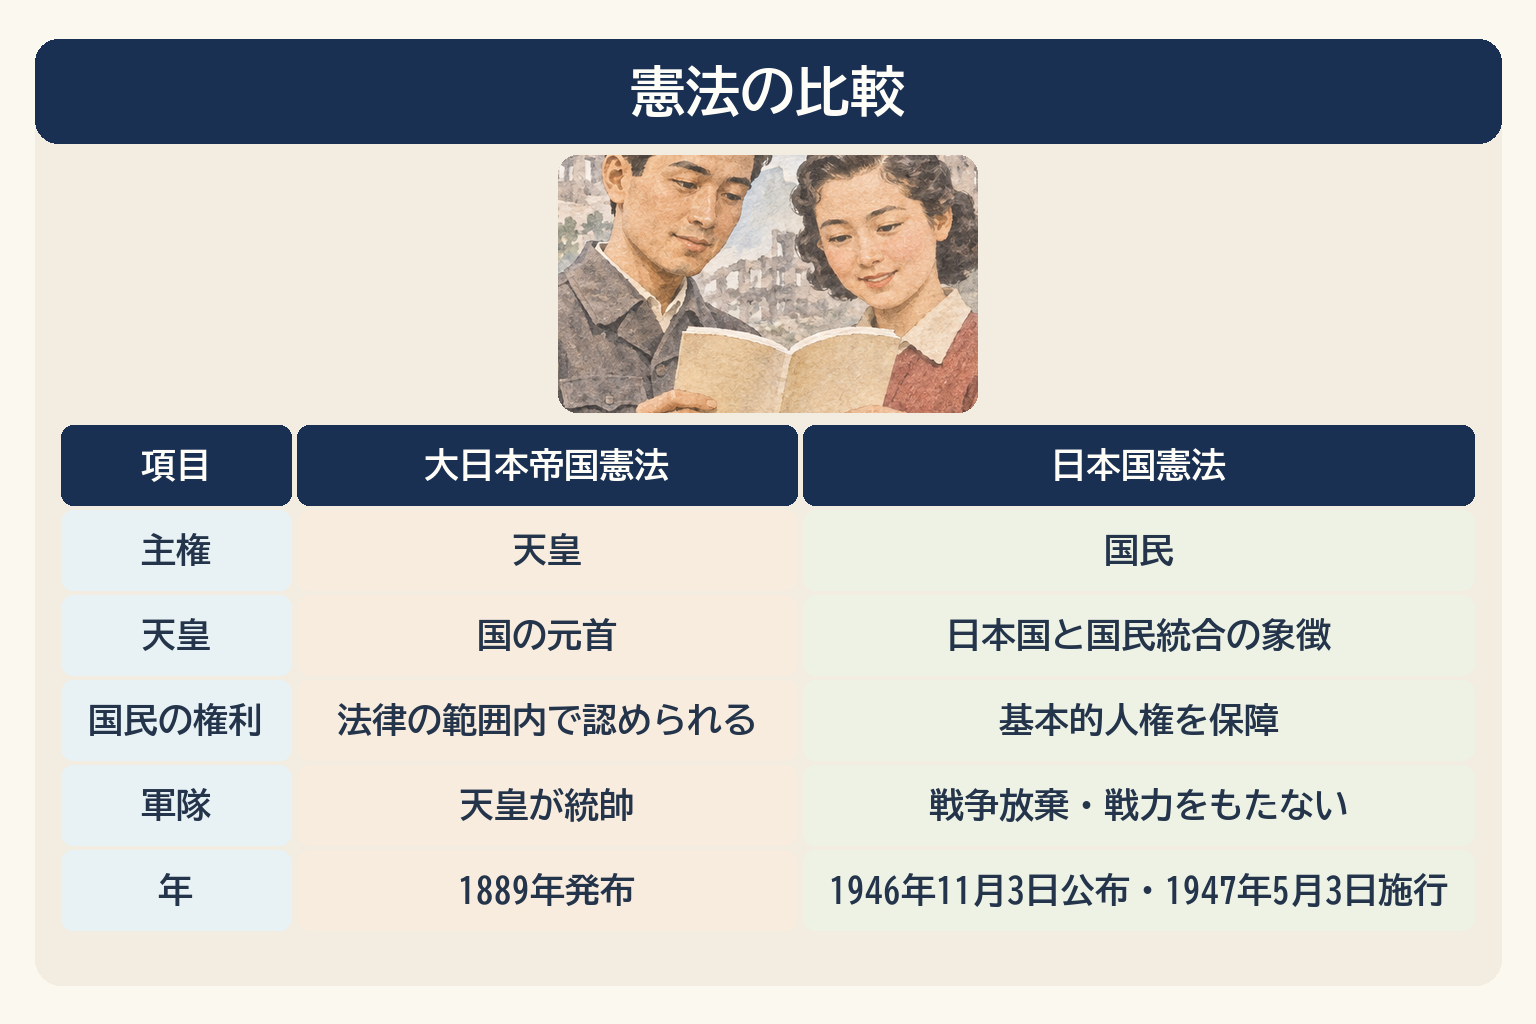 憲法の比較
項目 大日本帝国憲法 日本国憲法
主権 天皇 国民
天皇 国の元首 日本国と国民統合の象徴
国民の権利 法律の範囲内で認められる 基本的人権を保障
軍隊 天皇が統帥 戦争放棄・戦力をもたない
年 1889年発布 1946年11月3日公布・1947年5月3日施行